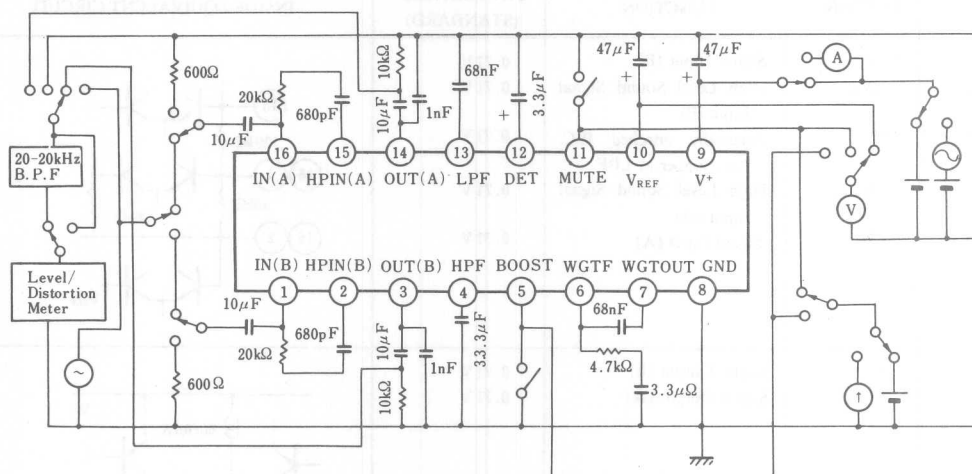 47μF
47μF
A
600Ω
10kΩ
68nF
3.3μF
+
+
+
20kΩ
680pF
10μF
1nF
10μF
20-20kHz
B.P.F
16
15
14
13
12
11
10
9
IN(A)
HPIN(A)
OUT(A)
LPF
DET
MUTE
VREF
V+
V
IN(B)
HPIN(B)
OUT(B)
HPF
BOOST
WGTF
WGTOUT
GND
1
2
3
4
5
6
7
8
Level/
Distortion
Meter
~
10μF
680pF
20kΩ
10μF
1nF
33.3μF
68nF
4.7kΩ
3.3μΩ
600Ω
10kΩ
↑